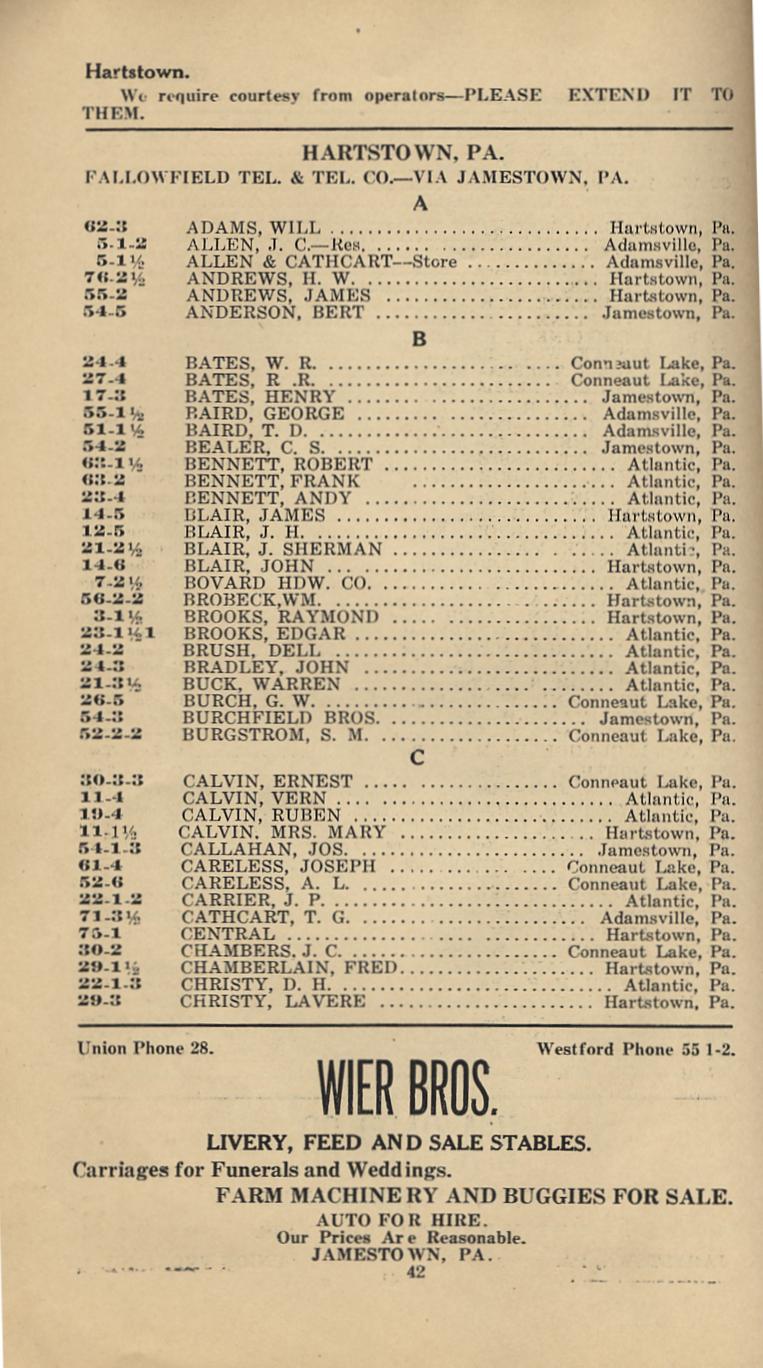 Hartstown.
We require courtesy from operators—PLEASE EXTEND IT TO
THEM.
HARTSTOWN, PA.
FALLOWFIELD TEL. & TEL. CO.—VIA JAMESTOWN, PA.
A
62-3 ADAMS, WILL ............................ Hartstown, Pa.
5-1-2 ALLEN, J. C.—Res. ...................... Adamsville, Pa.
5-1½ ALLEN & CATHCART—Store ............. Adamsville, Pa.
76-2½ ANDREWS, H. W. ......................... Hartstown, Pa.
55-2 ANDREWS, JAMES ...................... Hartstown, Pa.
54-5 ANDERSON, BERT ...................... Jamestown, Pa.
B
24-4 BATES, W. R. ....................... Conneaut Lake, Pa.
27-4 BATES, R .R. ....................... Conneaut Lake, Pa.
17-3 BATES, HENRY ........................ Jamestown, Pa.
55-1½ BAIRD, GEORGE ........................ Adamsville, Pa.
51-1½ BAIRD, T. D. ........................... Adamsville, Pa.
54-2 BEALER, C. S. ......................... Jamestown, Pa.
63-1½ BENNETT, ROBERT ........................ Atlantic, Pa.
63-2 BENNETT, FRANK ..................... Atlantic, Pa.
23-4 BENNETT, ANDY .......................... Atlantic, Pa.
14-5 BLAIR, JAMES .......................... Hartstown, Pa.
12-5 BLAIR, J. H. .............................. Atlantic, Pa.
21-2½ BLAIR, J. SHERMAN ..................... Atlantic, Pa.
14-6 BLAIR, JOHN ... ....................... Hartstown, Pa.
7-2½ BOVARD HDW. CO. ........................ Atlantic, Pa.
56-2-2 BROBECK,WM. .......................... Hartstown, Pa.
3-1½ BROOKS, RAYMOND ..................... Hartstown, Pa.
23-1½1 BROOKS, EDGAR ............................ Atlantic, Pa.
24-2 BRUSH, DELL ............................. Atlantic, Pa.
24-3 BRADLEY, JOHN .......................... Atlantic, Pa.
21-3½ BUCK, WARREN ......................... Atlantic, Pa.
26-5 BURCH, G. W. ........................ Conneaut Lake, Pa.
54-3 BURCHFIELD BROS. ..................... Jamestown, Pa.
52-2-2 BURGSTROM, S. M. .................. Conneaut Lake, Pa.
C
30-3-3 CALVIN, ERNEST ..... .............. Conneaut Lake, Pa.
11-4 CALVIN, VERN .... ........................ Atlantic, Pa.
19-4 CALVIN, RUBEN .......................... Atlantic, Pa.
11-1½ CALVIN. MRS. MARY .................... Hartstown, Pa.
54-1-3 CALLAHAN, JOS. ........................ Jamestown, Pa.
61-4 CARELESS, JOSEPH ................. Conneaut Lake, Pa.
52-6 CARELESS, A. L. .................... Conneaut Lake, Pa.
22-1-2 CARRIER, J. P. ............................ Atlantic, Pa.
71-3½ CATHCART, T. G. ....................... Adamsville, Pa.
75-1 CENTRAL ............................... Hartstown, Pa.
30-2 CHAMBERS. J. C. ..................... Conneaut Lake, Pa.
29-1½ CHAMBERLAIN, FRED.................... Hartstown, Pa.
22-1-3 CHRISTY, D. H. ............................ Atlantic, Pa.
29-3 CHRISTY, LAVERE ...................... Hartstown, Pa.
Union Phone 28. Westford Phone 55 1-2.
WIER BROS.
LIVERY, FEED AND SALE STABLES.
Carriages for Funerals and Weddings.
FARM MACHINERY AND BUGGIES FOR SALE.
AUTO FOR HIRE.
Our Prices Are Reasonable.
JAMESTOWN, PA.
42